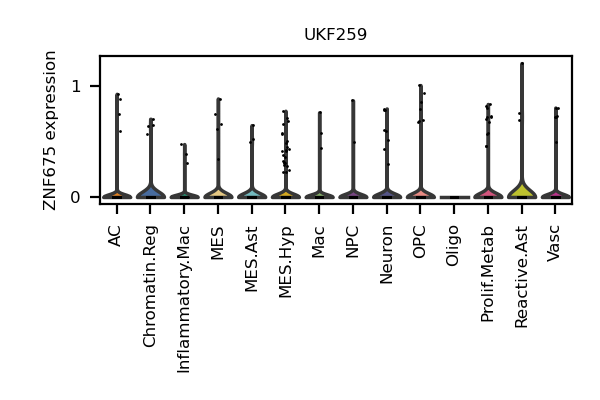 UKF259
ZNF675 expression
1
0
AC
Chromatin.Reg
Inflammatory.Mac
MES
MES.Ast
MES.Hyp
Mac
NPC
Neuron
OPC
Oligo
Prolif.Metab
Reactive.Ast
Vasc